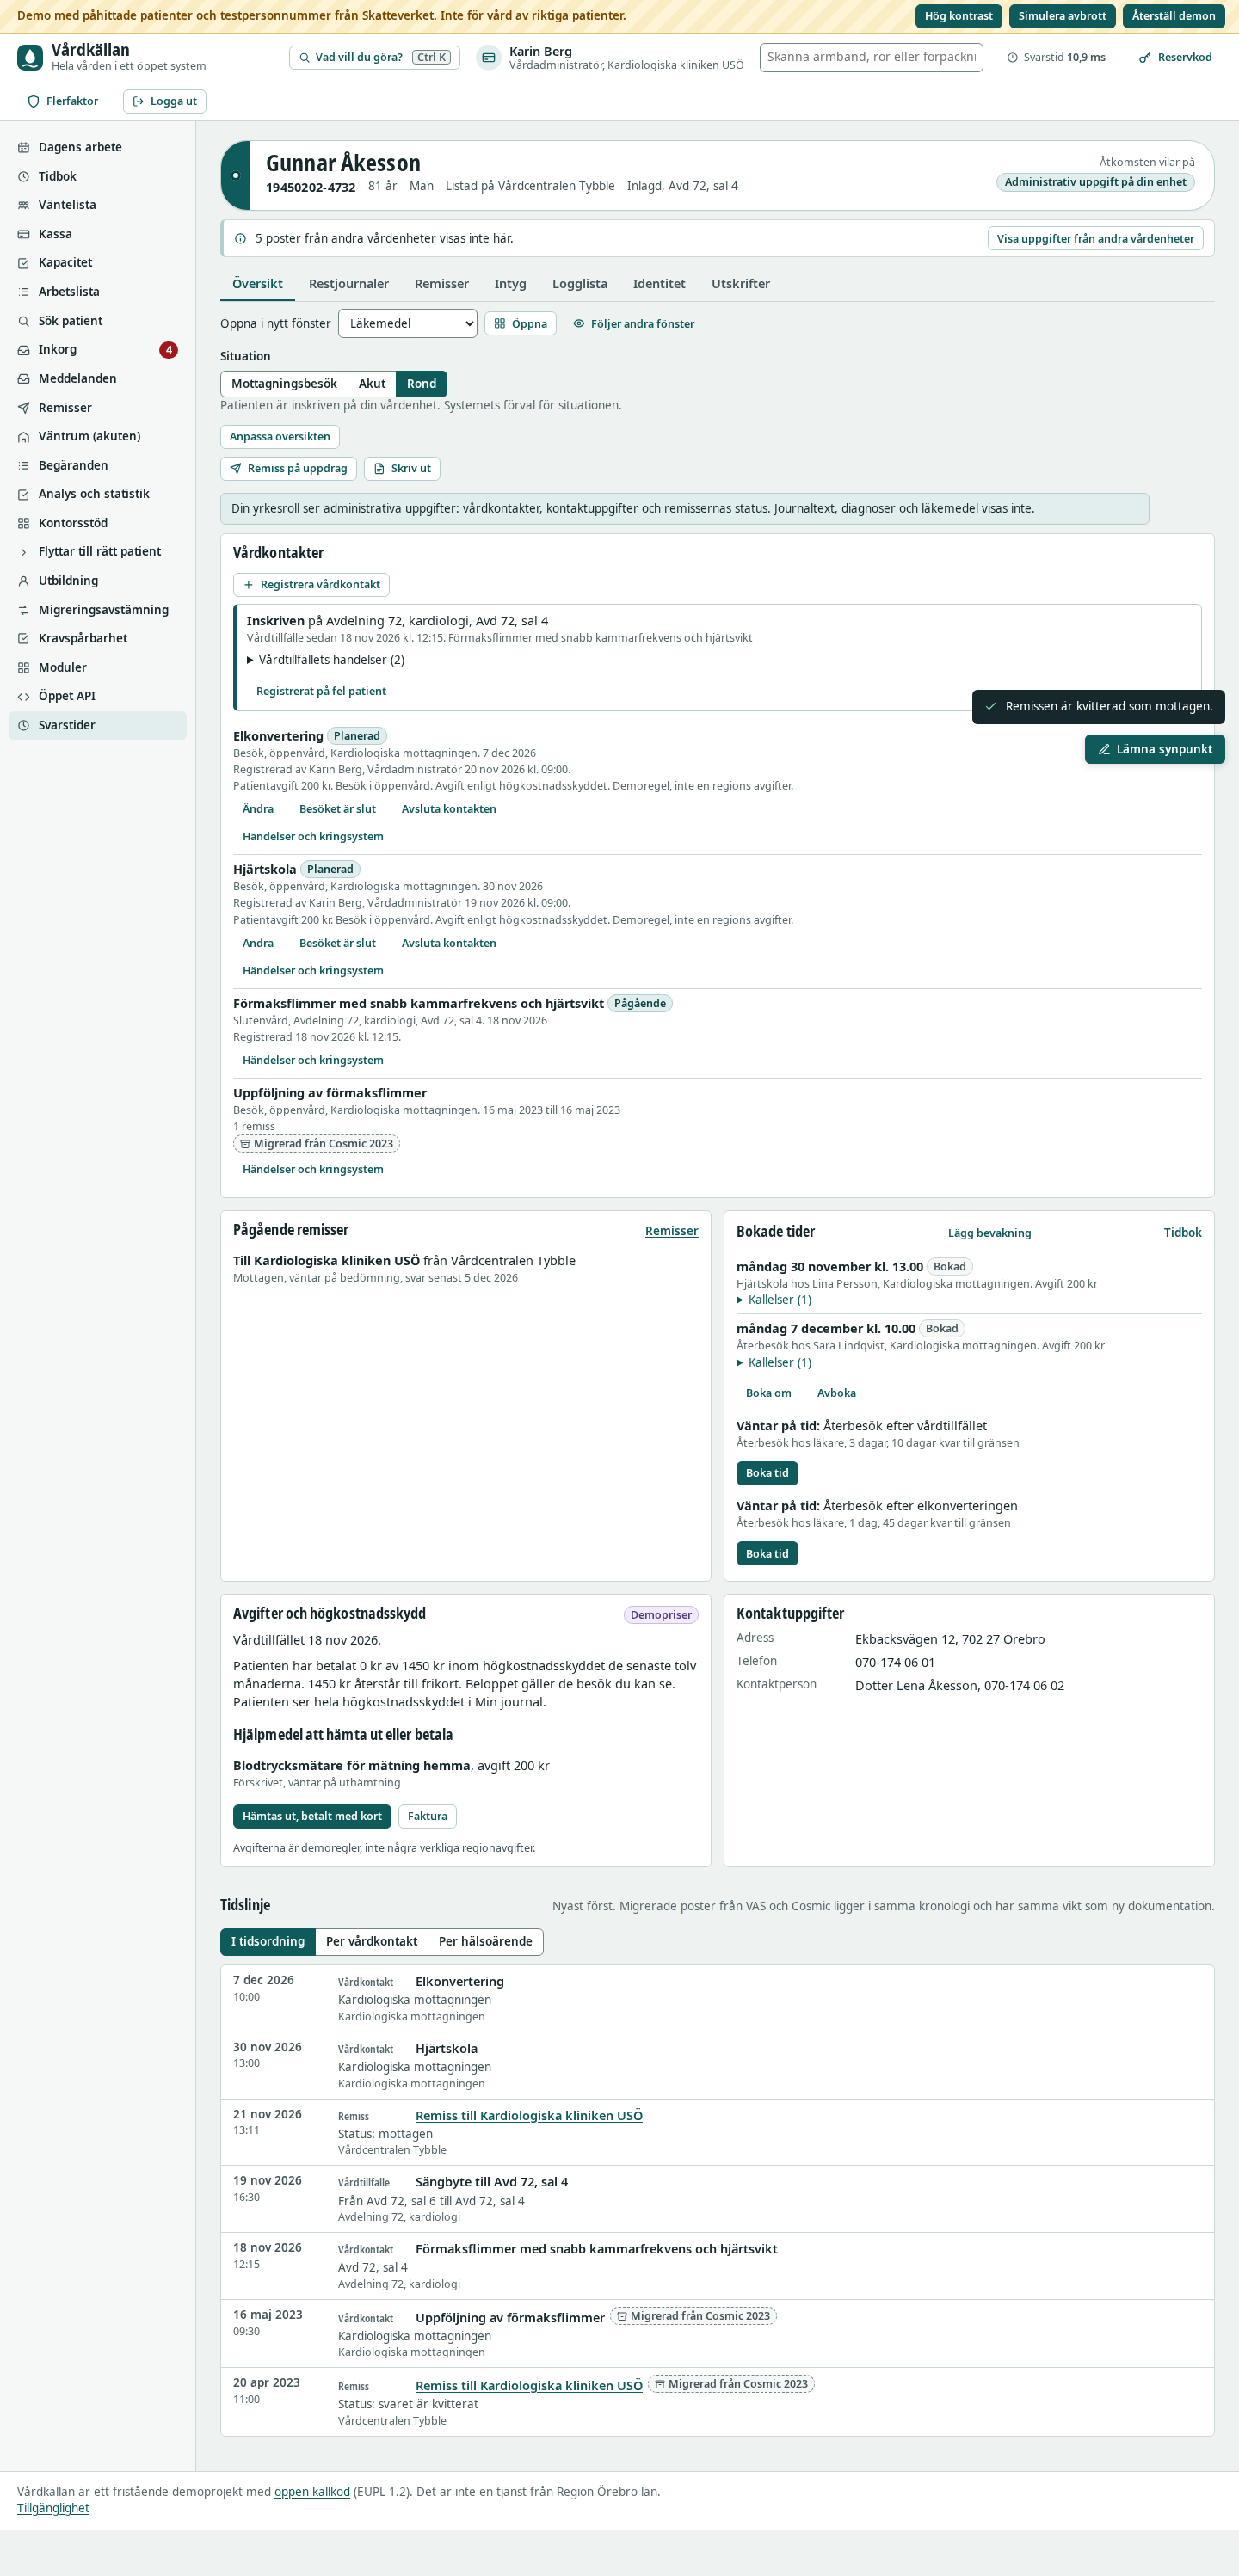 Demo med påhittade patienter och testpersonnummer från Skatteverket. Inte för vård av riktiga patienter.
Hög kontrast
Simulera avbrott
Återställ demon
Vårdkällan
Hela vården i ett öppet system
Vad vill du göra? Ctrl K
Karin Berg
Vårdadministratör, Kardiologiska kliniken USÖ
Skanna armband, rör eller förpackni
Svarstid 10,9 ms
Reservkod
Flerfaktor
Logga ut
Dagens arbete
Tidbok
Väntelista
Kassa
Kapacitet
Arbetslista
Sök patient
Inkorg 4
Meddelanden
Remisser
Väntrum (akuten)
Begäranden
Analys och statistik
Kontorsstöd
Flyttar till rätt patient
Utbildning
Migreringsavstämning
Kravspårbarhet
Moduler
Öppet API
Svarstider
Gunnar Åkesson
19450202-4732 81 år Man Listad på Vårdcentralen Tybble Inlagd, Avd 72, sal 4
Åtkomsten vilar på
Administrativ uppgift på din enhet
5 poster från andra vårdenheter visas inte här.
Visa uppgifter från andra vårdenheter
Översikt Restjournaler Remisser Intyg Logglista Identitet Utskrifter
Öppna i nytt fönster Läkemedel Öppna Följer andra fönster
Situation
Mottagningsbesök Akut Rond
Patienten är inskriven på din vårdenhet. Systemets förval för situationen.
Anpassa översikten
Remiss på uppdrag Skriv ut
Din yrkesroll ser administrativa uppgifter: vårdkontakter, kontaktuppgifter och remissernas status. Journaltext, diagnoser och läkemedel visas inte.
Vårdkontakter
Registrera vårdkontakt
Inskriven på Avdelning 72, kardiologi, Avd 72, sal 4
Vårdtillfälle sedan 18 nov 2026 kl. 12:15. Förmaksflimmer med snabb kammarfrekvens och hjärtsvikt
Vårdtillfällets händelser (2)
Registrerat på fel patient
Remissen är kvitterad som mottagen.
Lämna synpunkt
Elkonvertering Planerad
Besök, öppenvård, Kardiologiska mottagningen. 7 dec 2026
Registrerad av Karin Berg, Vårdadministratör 20 nov 2026 kl. 09:00.
Patientavgift 200 kr. Besök i öppenvård. Avgift enligt högkostnadsskyddet. Demoregel, inte en regions avgifter.
Ändra Besöket är slut Avsluta kontakten
Händelser och kringsystem
Hjärtskola Planerad
Besök, öppenvård, Kardiologiska mottagningen. 30 nov 2026
Registrerad av Karin Berg, Vårdadministratör 19 nov 2026 kl. 09:00.
Patientavgift 200 kr. Besök i öppenvård. Avgift enligt högkostnadsskyddet. Demoregel, inte en regions avgifter.
Ändra Besöket är slut Avsluta kontakten
Händelser och kringsystem
Förmaksflimmer med snabb kammarfrekvens och hjärtsvikt Pågående
Slutenvård, Avdelning 72, kardiologi, Avd 72, sal 4. 18 nov 2026
Registrerad 18 nov 2026 kl. 12:15.
Händelser och kringsystem
Uppföljning av förmaksflimmer
Besök, öppenvård, Kardiologiska mottagningen. 16 maj 2023 till 16 maj 2023
1 remiss
Migrerad från Cosmic 2023
Händelser och kringsystem
Pågående remisser Remisser
Till Kardiologiska kliniken USÖ från Vårdcentralen Tybble
Mottagen, väntar på bedömning, svar senast 5 dec 2026
Bokade tider Lägg bevakning Tidbok
måndag 30 november kl. 13.00 Bokad
Hjärtskola hos Lina Persson, Kardiologiska mottagningen. Avgift 200 kr
Kallelser (1)
måndag 7 december kl. 10.00 Bokad
Återbesök hos Sara Lindqvist, Kardiologiska mottagningen. Avgift 200 kr
Kallelser (1)
Boka om Avboka
Väntar på tid: Återbesök efter vårdtillfället
Återbesök hos läkare, 3 dagar, 10 dagar kvar till gränsen
Boka tid
Väntar på tid: Återbesök efter elkonverteringen
Återbesök hos läkare, 1 dag, 45 dagar kvar till gränsen
Boka tid
Avgifter och högkostnadsskydd Demopriser
Vårdtillfället 18 nov 2026.
Patienten har betalat 0 kr av 1450 kr inom högkostnadsskyddet de senaste tolv
månaderna. 1450 kr återstår till frikort. Beloppet gäller de besök du kan se.
Patienten ser hela högkostnadsskyddet i Min journal.
Hjälpmedel att hämta ut eller betala
Blodtrycksmätare för mätning hemma, avgift 200 kr
Förskrivet, väntar på uthämtning
Hämtas ut, betalt med kort Faktura
Avgifterna är demoregler, inte några verkliga regionavgifter.
Kontaktuppgifter
Adress Ekbacksvägen 12, 702 27 Örebro
Telefon 070-174 06 01
Kontaktperson Dotter Lena Åkesson, 070-174 06 02
Tidslinje
Nyast först. Migrerade poster från VAS och Cosmic ligger i samma kronologi och har samma vikt som ny dokumentation.
I tidsordning Per vårdkontakt Per hälsoärende
7 dec 2026 Vårdkontakt Elkonvertering
10:00 Kardiologiska mottagningen
Kardiologiska mottagningen
30 nov 2026 Vårdkontakt Hjärtskola
13:00 Kardiologiska mottagningen
Kardiologiska mottagningen
21 nov 2026 Remiss Remiss till Kardiologiska kliniken USÖ
13:11 Status: mottagen
Vårdcentralen Tybble
19 nov 2026 Vårdtillfälle Sängbyte till Avd 72, sal 4
16:30 Från Avd 72, sal 6 till Avd 72, sal 4
Avdelning 72, kardiologi
18 nov 2026 Vårdkontakt Förmaksflimmer med snabb kammarfrekvens och hjärtsvikt
12:15 Avd 72, sal 4
Avdelning 72, kardiologi
16 maj 2023 Vårdkontakt Uppföljning av förmaksflimmer Migrerad från Cosmic 2023
09:30 Kardiologiska mottagningen
Kardiologiska mottagningen
20 apr 2023 Remiss Remiss till Kardiologiska kliniken USÖ Migrerad från Cosmic 2023
11:00 Status: svaret är kvitterat
Vårdcentralen Tybble
Vårdkällan är ett fristående demoprojekt med öppen källkod (EUPL 1.2). Det är inte en tjänst från Region Örebro län.
Tillgänglighet